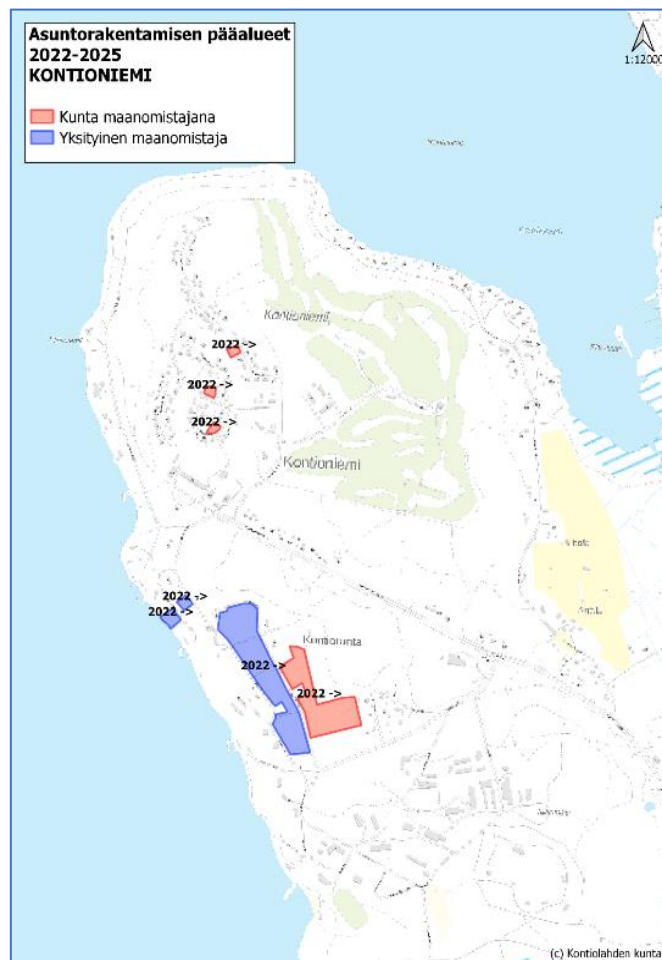 Asuntorakentamisen pääalueet
2022-2025
KONTIONIEMI
Kunta maanomistajana
Yksityinen maanomistaja
1:12000
Kontioniemi
2022 ->
2022 ->
2022 ->
Kontioniemi
2022 ->
2022 ->
Kontioranta
2022 ->
2022 ->
(c) Kontiolahden kunta